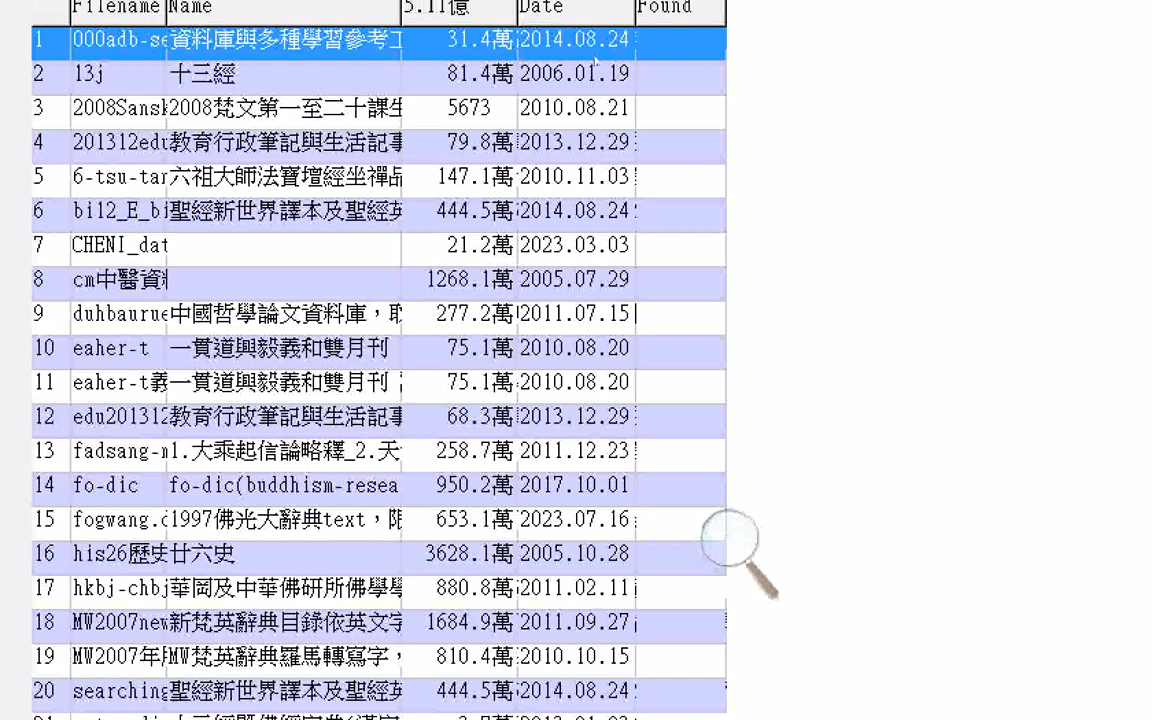 Filename Name 5.11億 Date Found
1 000adb-se 資料庫與多種學習參考工 31.4萬 2014.08.24
2 13j 十三經 81.4萬 2006.01.19
3 2008Sansk 2008梵文第一至二十課生 5673 2010.08.21
4 201312edu 教育行政筆記與生活記事 79.8萬 2013.12.29
5 6-tsu-tan 六祖大師法寶壇經坐禪品 147.1萬 2010.11.03
6 bi12_E_bi 聖經新世界譯本及聖經英 444.5萬 2014.08.24
7 CHENI_dat 21.2萬 2023.03.03
8 cm中醫資料 1268.1萬 2005.07.29
9 duhbaurue 中國哲學論文資料庫，取 277.2萬 2011.07.15
10 eaher-t 一貫道興毅義和雙月刊 75.1萬 2010.08.20
11 eaher-t義 一貫道興毅義和雙月刊 75.1萬 2010.08.20
12 edu201312 教育行政筆記與生活記事 68.3萬 2013.12.29
13 fadsang-m 1.大乘起信論略釋_2.天 258.7萬 2011.12.23
14 fo-dic fo-dic(buddhism-resea 950.2萬 2017.10.01
15 fogwang.d 1997佛光大辭典text，限 653.1萬 2023.07.16
16 his26歷史 廿六史 3628.1萬 2005.10.28
17 hkbj-chbj 華岡及中華佛研所佛學學 880.8萬 2011.02.11
18 MW2007new 新梵英辭典目錄依英文字 1684.9萬 2011.09.27
19 MW2007年 MW梵英辭典羅馬轉寫字， 810.4萬 2010.10.15
20 searching 聖經新世界譯本及聖經英 444.5萬 2014.08.24